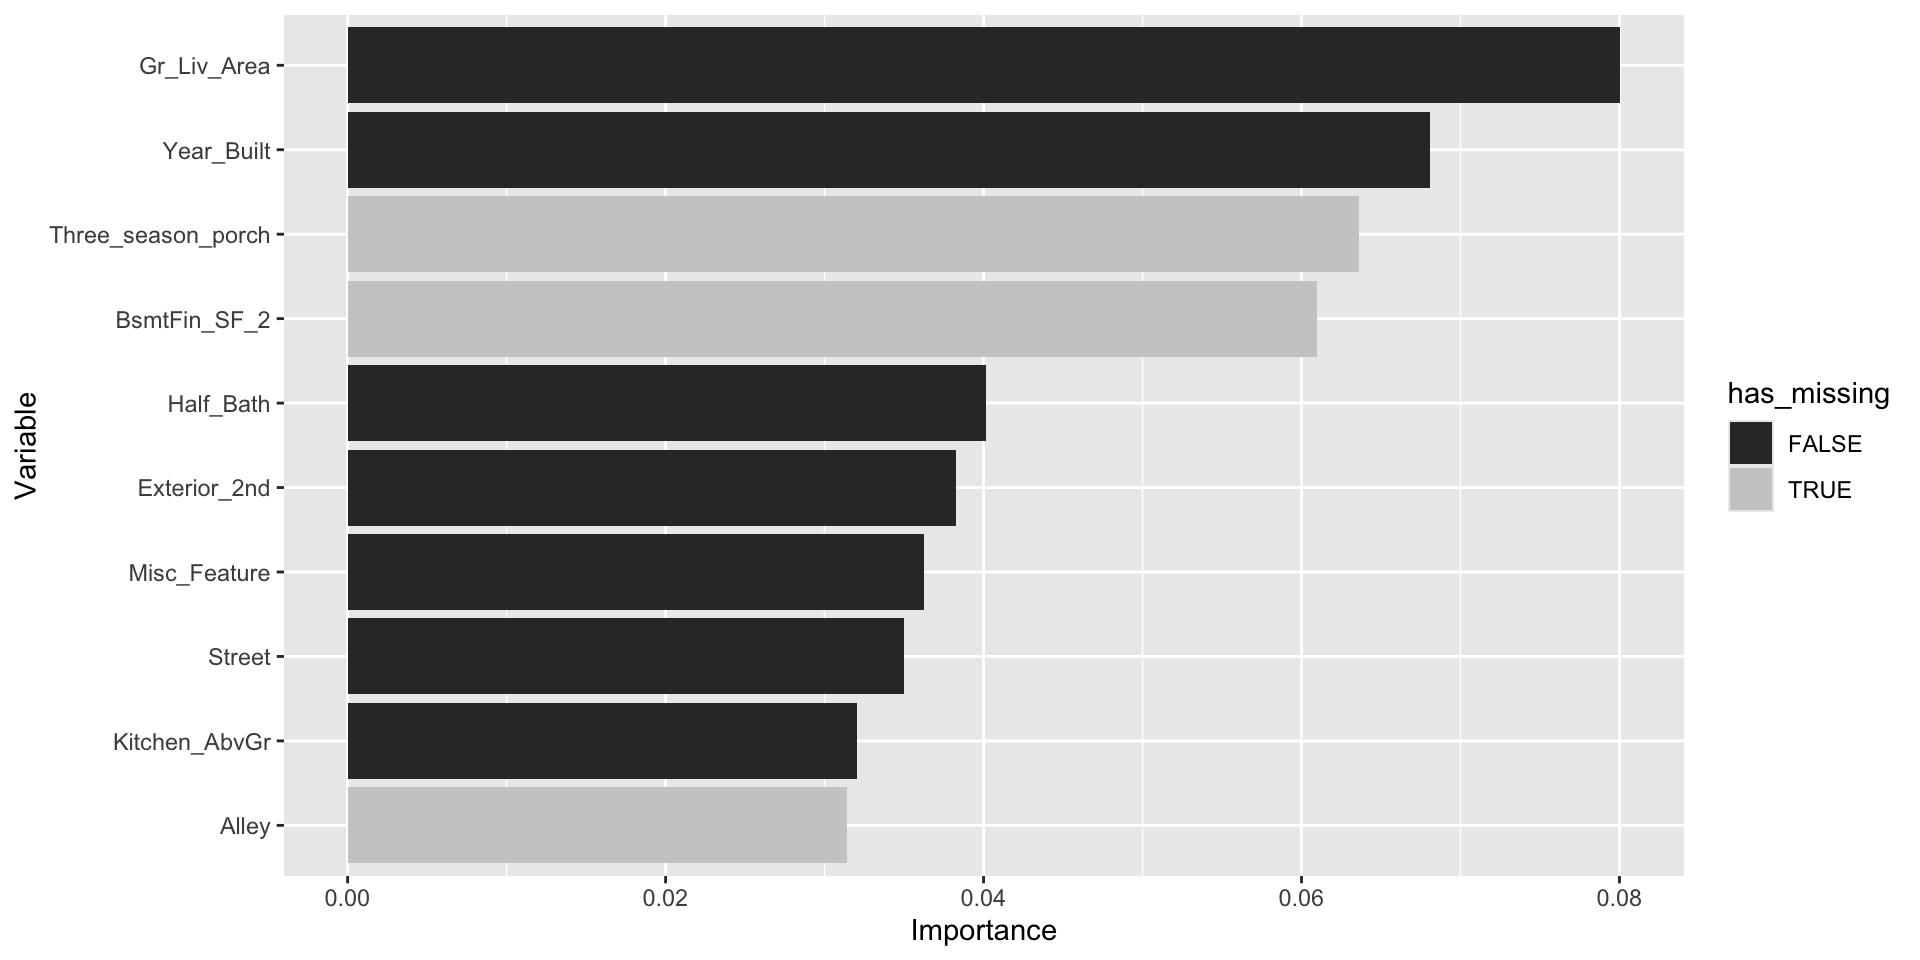 Gr_Liv_Area
Year_Built
Three_season_porch
BsmtFin_SF_2
Half_Bath
Exterior_2nd
Misc_Feature
Street
Kitchen_AbvGr
Alley
Variable
0.00 0.02 0.04 0.06 0.08
Importance
has_missing
FALSE
TRUE